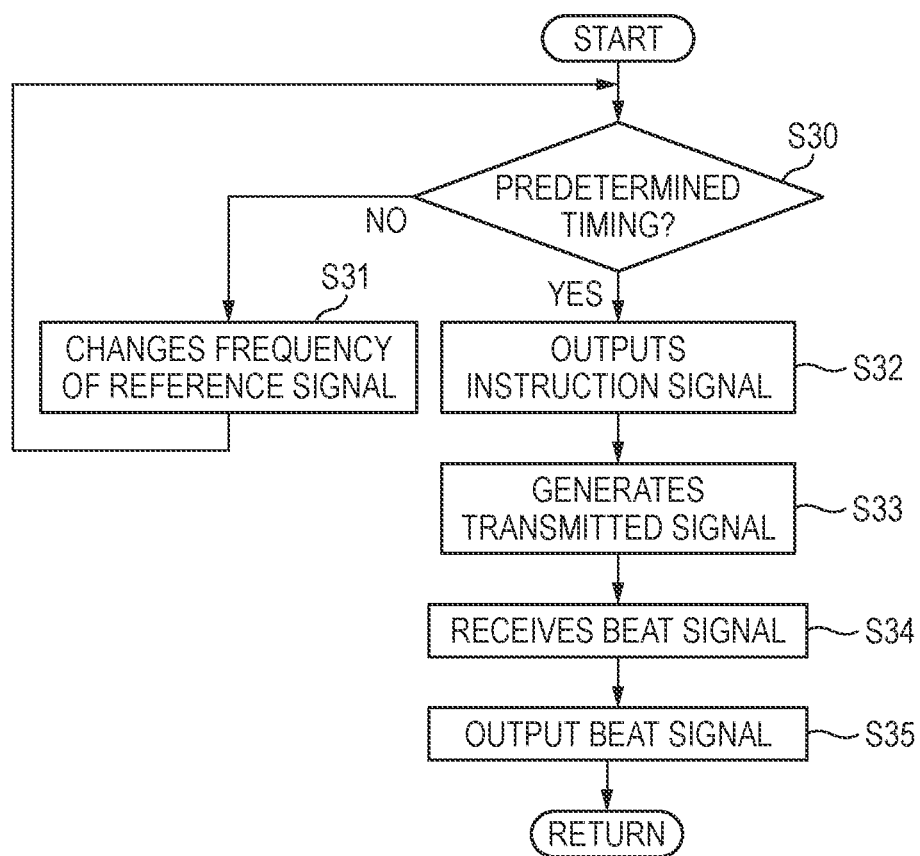 START
S30
PREDETERMINED
TIMING?
NO
YES
S31
CHANGES FREQUENCY
OF REFERENCE SIGNAL
OUTPUTS
INSTRUCTION SIGNAL
S32
GENERATES
TRANSMITTED SIGNAL
S33
RECEIVES BEAT SIGNAL
S34
OUTPUT BEAT SIGNAL
S35
RETURN